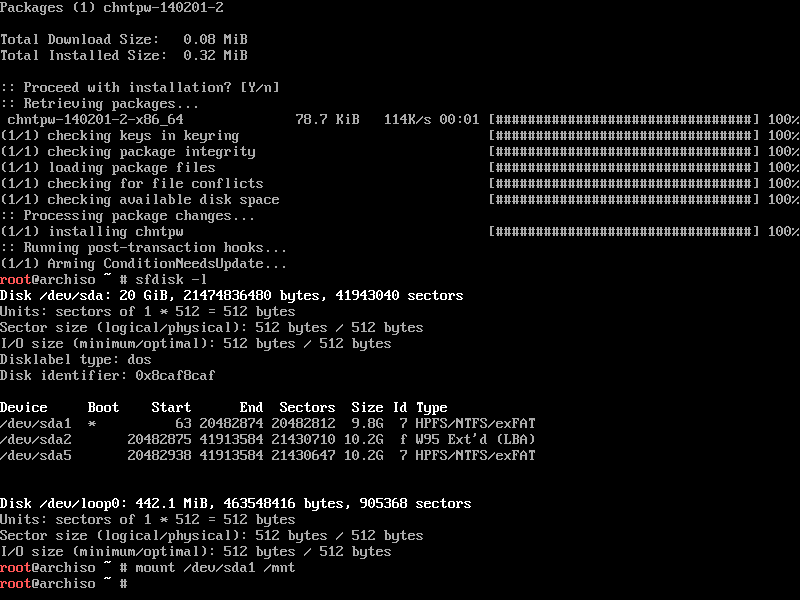 Packages (1) chntpw-140201-2
Total Download Size:   0.08 MiB
Total Installed Size:  0.32 MiB
:: Proceed with installation? [Y/n]
:: Retrieving packages...
 chntpw-140201-2-x86_64              78.7 KiB   114K/s 00:01 [################################] 100%
(1/1) checking keys in keyring                               [################################] 100%
(1/1) checking package integrity                             [################################] 100%
(1/1) loading package files                                  [################################] 100%
(1/1) checking for file conflicts                            [################################] 100%
(1/1) checking available disk space                          [################################] 100%
:: Processing package changes...
(1/1) installing chntpw                                      [################################] 100%
:: Running post-transaction hooks...
(1/1) Arming ConditionNeedsUpdate...
root@archiso ~ # sfdisk -l
Disk /dev/sda: 20 GiB, 21474836480 bytes, 41943040 sectors
Units: sectors of 1 * 512 = 512 bytes
Sector size (logical/physical): 512 bytes / 512 bytes
I/O size (minimum/optimal): 512 bytes / 512 bytes
Disklabel type: dos
Disk identifier: 0x8caf8caf
Device     Boot    Start      End  Sectors  Size Id Type
/dev/sda1  *          63 20482874 20482812  9.8G  7 HPFS/NTFS/exFAT
/dev/sda2       20482875 41913584 21430710 10.2G  f W95 Ext'd (LBA)
/dev/sda5       20482938 41913584 21430647 10.2G  7 HPFS/NTFS/exFAT
Disk /dev/loop0: 442.1 MiB, 463548416 bytes, 905368 sectors
Units: sectors of 1 * 512 = 512 bytes
Sector size (logical/physical): 512 bytes / 512 bytes
I/O size (minimum/optimal): 512 bytes / 512 bytes
root@archiso ~ # mount /dev/sda1 /mnt
root@archiso ~ #